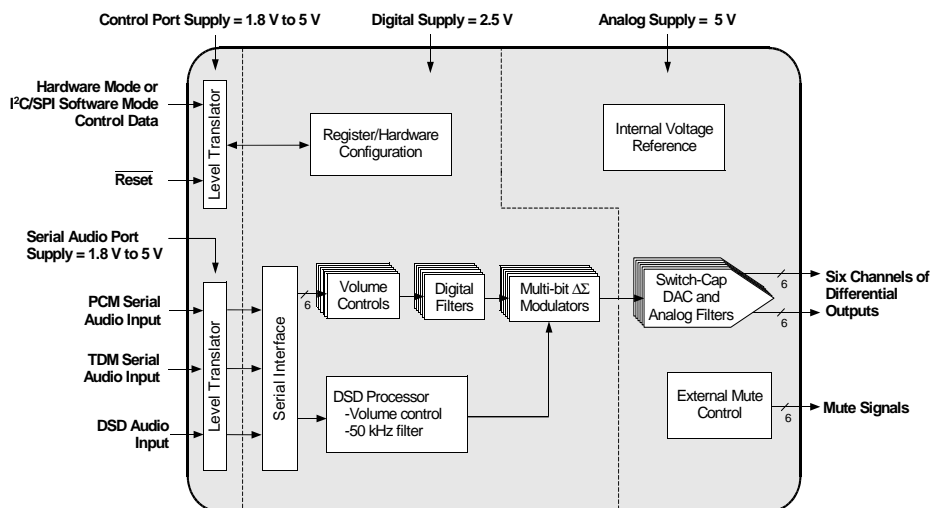 Control Port Supply = 1.8 V to 5 V
Digital Supply = 2.5 V
Analog Supply = 5 V
Hardware Mode or
I²C/SPI Software Mode
Control Data
Reset
Level Translator
Register/Hardware
Configuration
Internal Voltage
Reference
Serial Audio Port
Supply = 1.8 V to 5 V
PCM Serial
Audio Input
TDM Serial
Audio Input
DSD Audio
Input
Level Translator
Serial Interface
6
Volume
Controls
Digital
Filters
Multi-bit ΔΣ
Modulators
Switch-Cap
DAC and
Analog Filters
6
6
Six Channels of
Differential
Outputs
DSD Processor
-Volume control
-50 kHz filter
External Mute
Control
6
Mute Signals